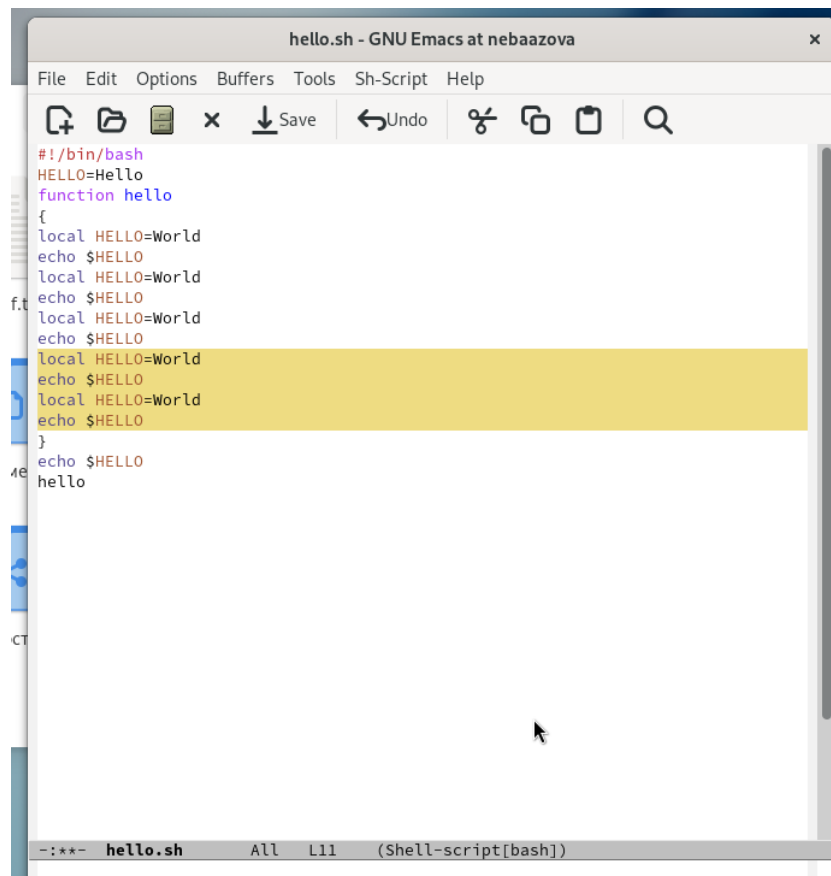 hello.sh - GNU Emacs at nebaazova
File Edit Options Buffers Tools Sh-Script Help
Save Undo
#!/bin/bash
HELLO=Hello
function hello
{
local HELLO=World
echo $HELLO
local HELLO=World
echo $HELLO
local HELLO=World
echo $HELLO
local HELLO=World
echo $HELLO
local HELLO=World
echo $HELLO
}
echo $HELLO
hello
-:**- hello.sh All L11 (Shell-script[bash])